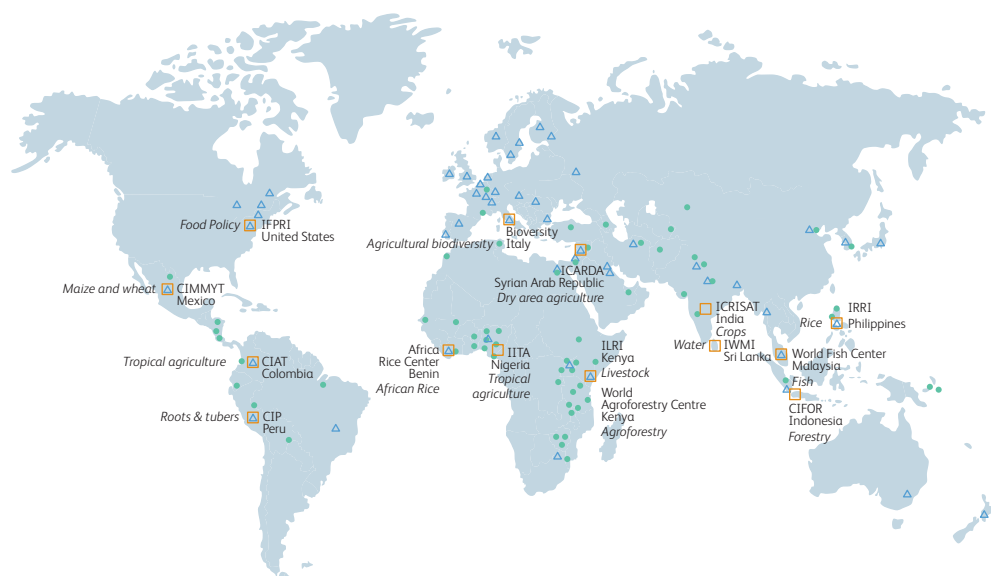 Food Policy
IFPRI
United States
Maize and wheat
CIMMYT
Mexico
Tropical agriculture
CIAT
Colombia
Roots & tubers
CIP
Peru
Agricultural biodiversity
Bioversity
Italy
ICARDA
Syrian Arab Republic
Dry area agriculture
Africa
Rice Center
Benin
African Rice
IITA
Nigeria
Tropical
agriculture
ILRI
Kenya
Livestock
World
Agroforestry Centre
Kenya
Agroforestry
ICRISAT
India
Crops
Water
IWMI
Sri Lanka
Rice
IRRI
Philippines
World Fish Center
Malaysia
Fish
CIFOR
Indonesia
Forestry